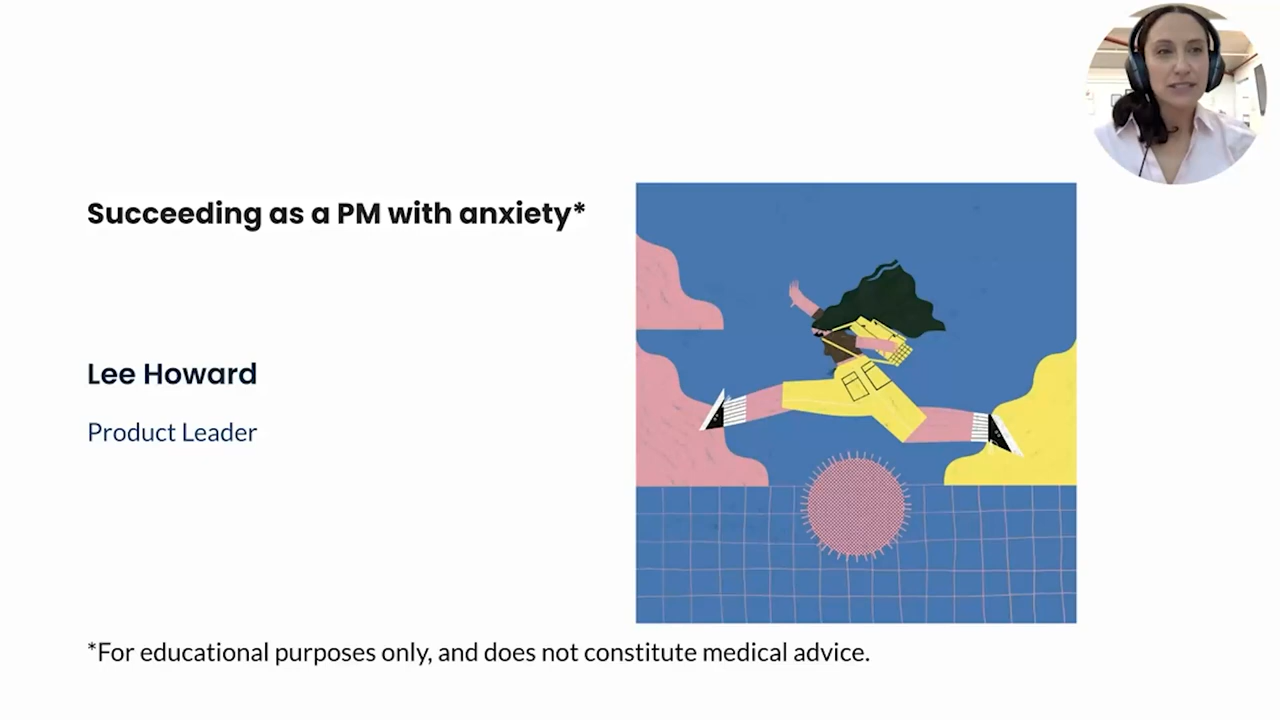 Succeeding as a PM with anxiety*
Lee Howard
Product Leader
*For educational purposes only, and does not constitute medical advice.